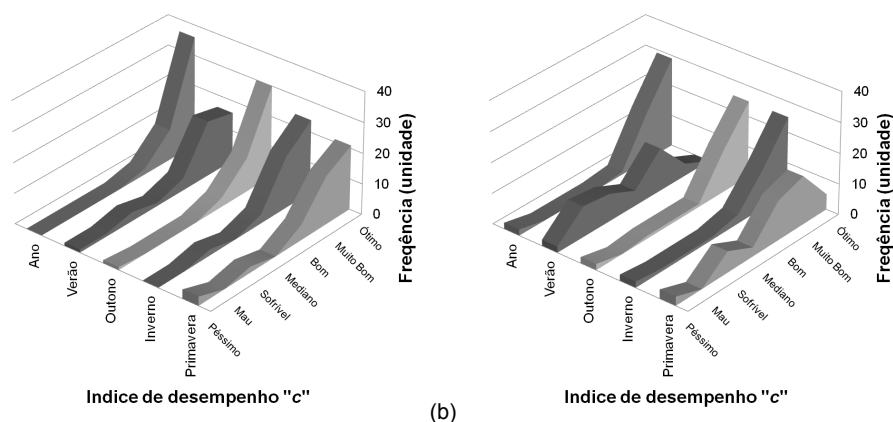 40
30
20
10
0
Freqência (unidade)
Ótimo
Muito Bom
Bom
Mediano
Sofrível
Mau
Péssimo
Ano
Verão
Outono
Inverno
Primavera
Indice de desempenho "c"
(b)
40
30
20
10
0
Freqência (unidade)
Ótimo
Muito Bom
Bom
Mediano
Sofrível
Mau
Péssimo
Ano
Verão
Outono
Inverno
Primavera
Indice de desempenho "c"